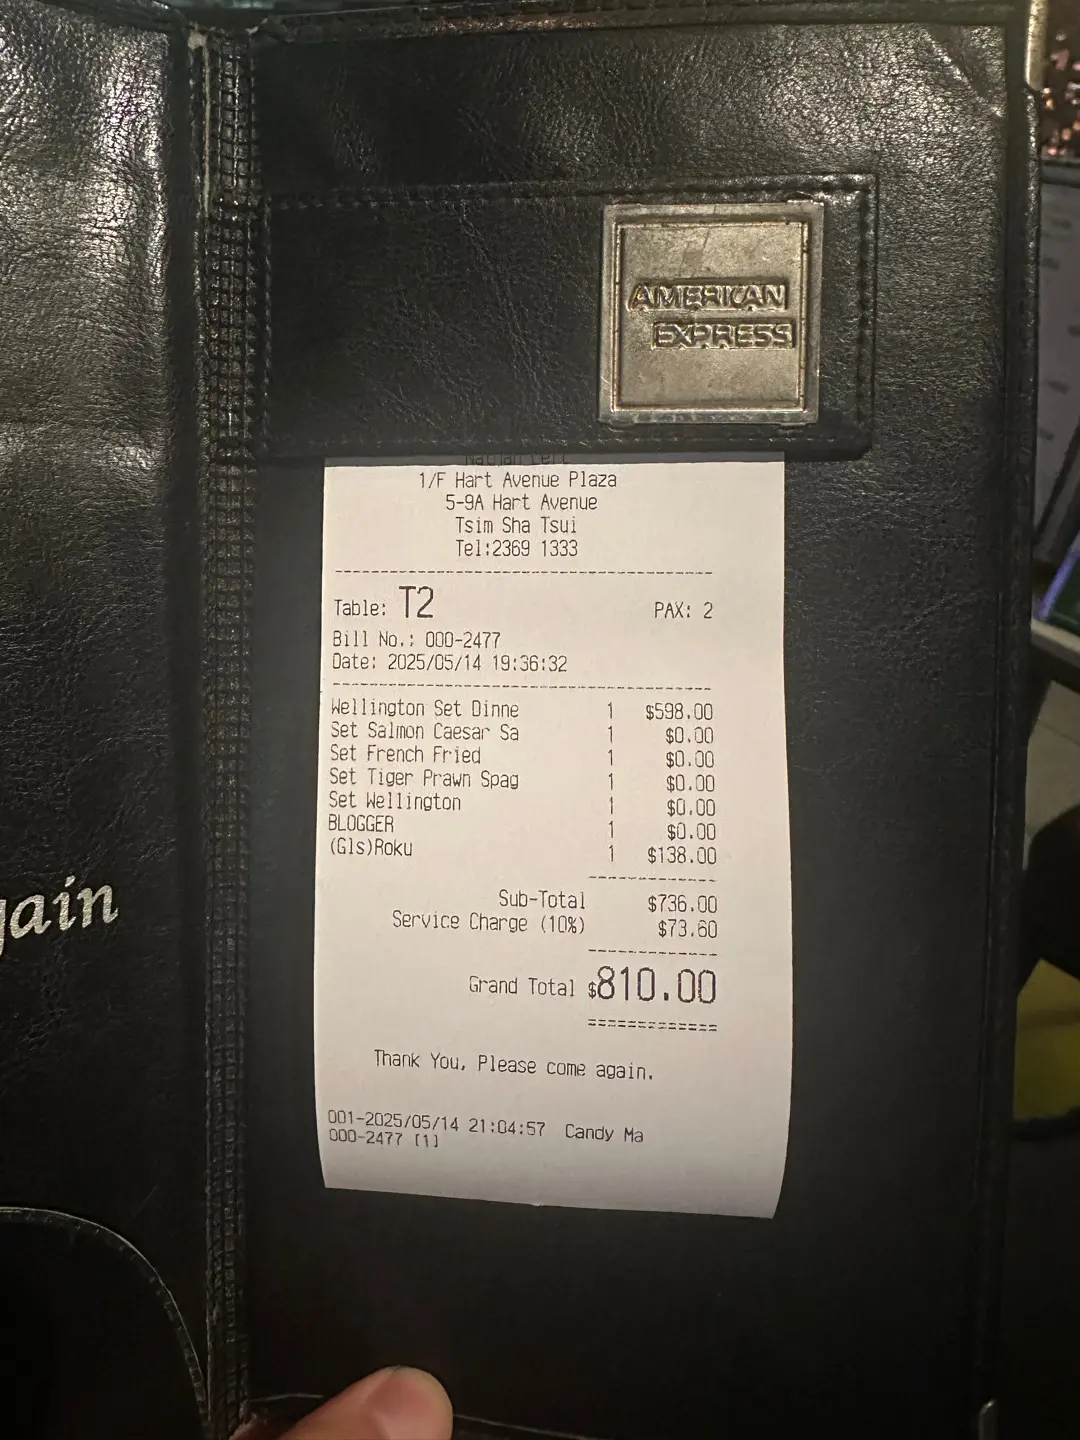 AMERICAN
EXPRESS
1/F Hart Avenue Plaza
5-9A Hart Avenue
Tsim Sha Tsui
Tel:2369 1333
Table: T2 PAX: 2
Bill No.: 000-2477
Date: 2025/05/14 19:36:32
Wellington Set Dinne 1 $598.00
Set Salmon Caesar Sa 1 $0.00
Set French Fried 1 $0.00
Set Tiger Prawn Spag 1 $0.00
Set Wellington 1 $0.00
BLOGGER 1 $0.00
(Gls)Roku 1 $138.00
Sub-Total $736.00
Service Charge (10%) $73.60
Grand Total $810.00
Thank You, Please come again.
001-2025/05/14 21:04:57 Candy Ma
000-2477 [1]
gain